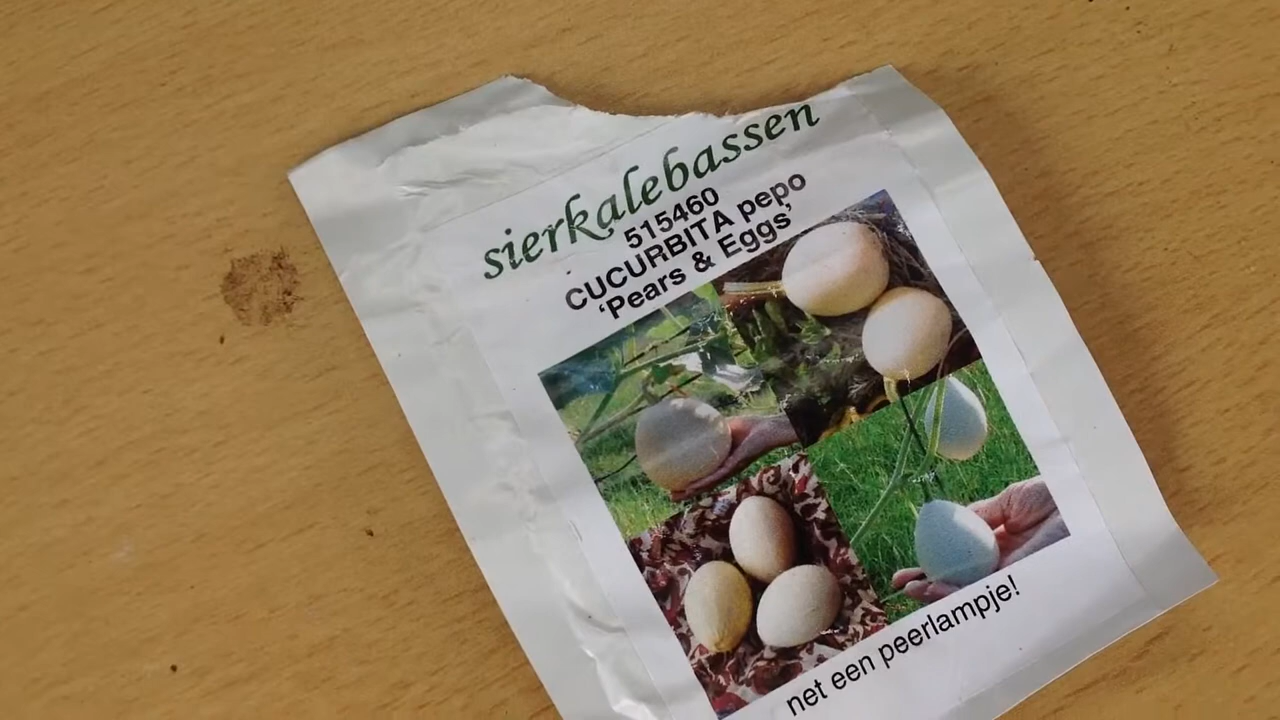 sierkalebassen
515460
CUCURBITA pepo
‘Pears & Eggs’
net een peerlampje!